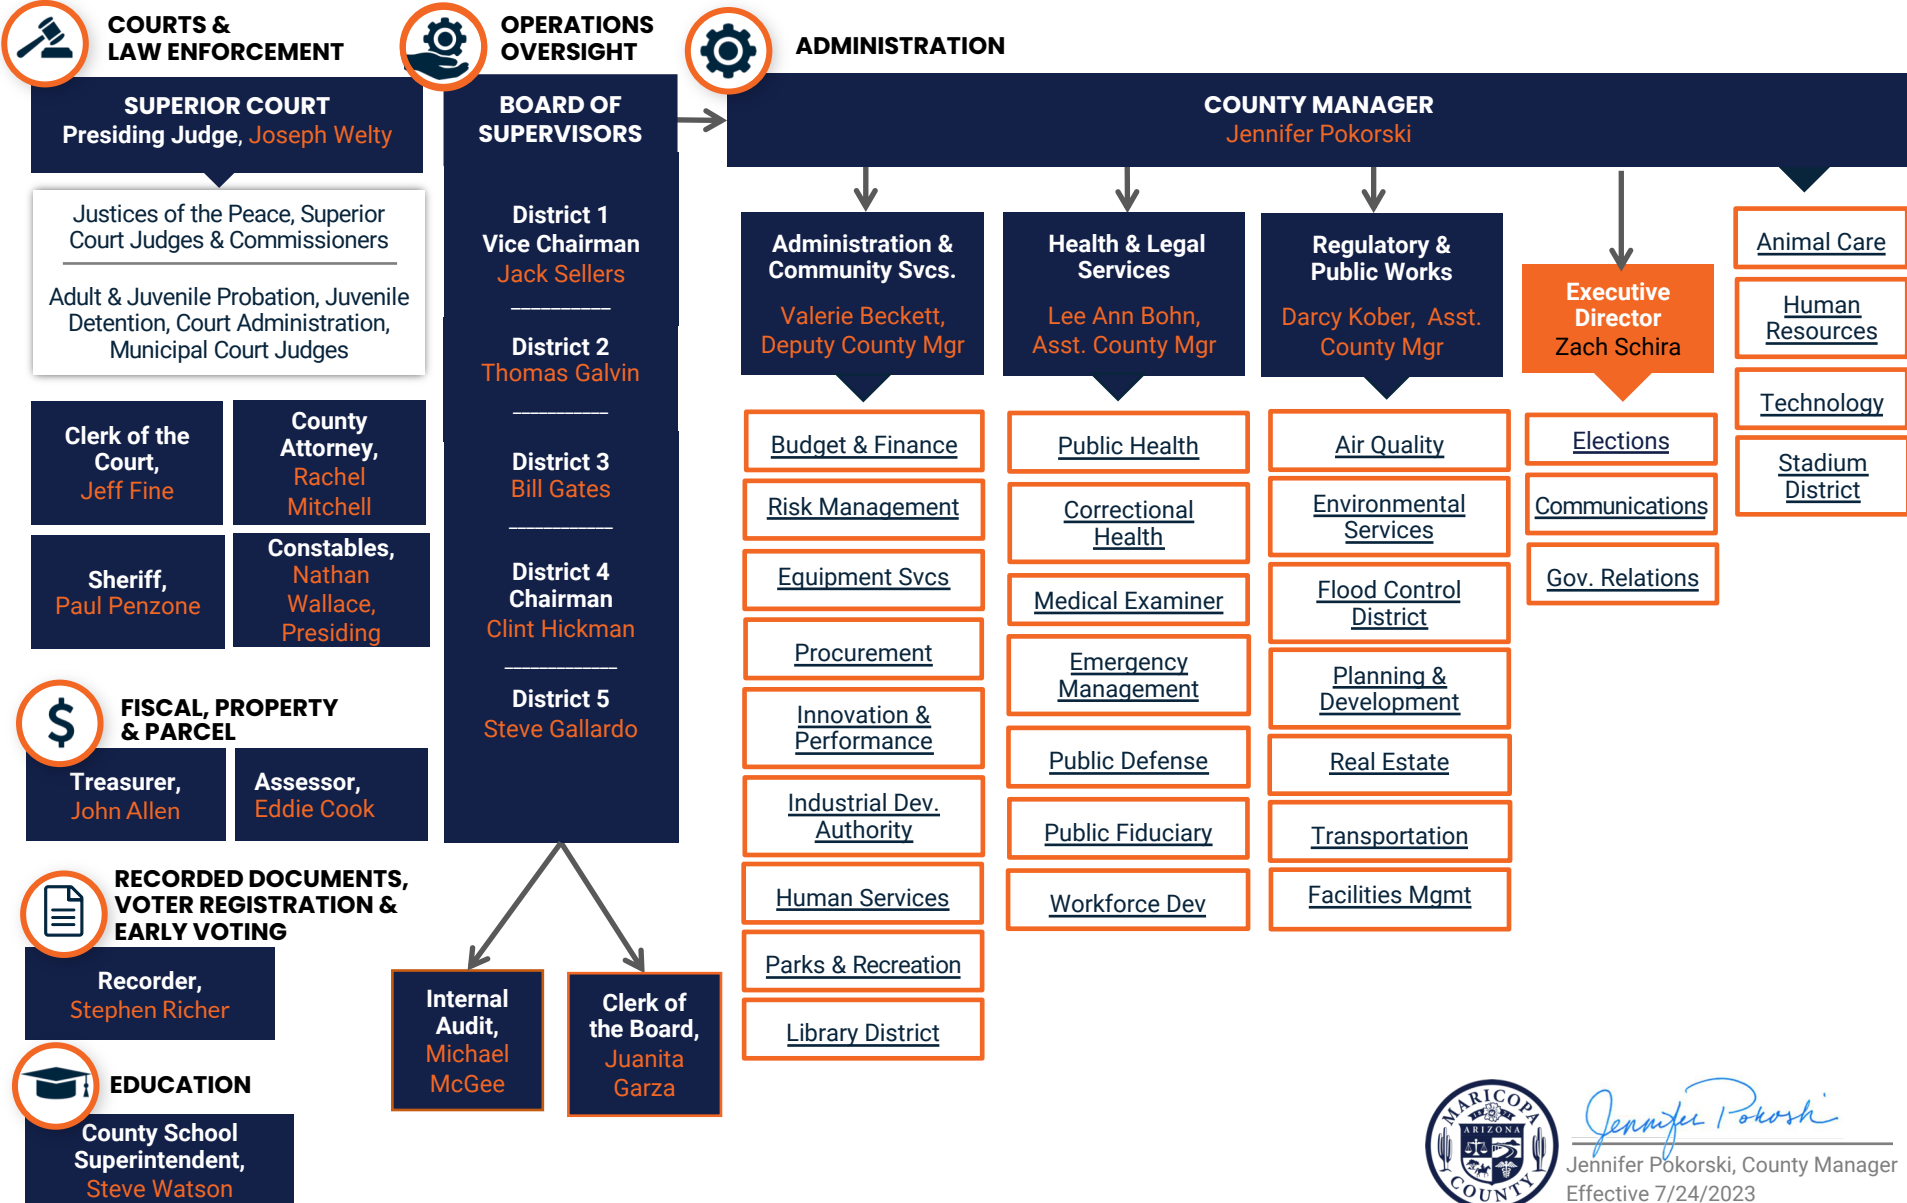 COURTS &
LAW ENFORCEMENT
SUPERIOR COURT
Presiding Judge, Joseph Welty
Justices of the Peace, Superior
Court Judges & Commissioners
Adult & Juvenile Probation, Juvenile
Detention, Court Administration,
Municipal Court Judges
Clerk of the
Court,
Jeff Fine
County
Attorney,
Rachel
Mitchell
Sheriff,
Paul Penzone
Constables,
Nathan
Wallace,
Presiding
FISCAL, PROPERTY
& PARCEL
$
Treasurer,
John Allen
Assessor,
Eddie Cook
RECORDED DOCUMENTS,
VOTER REGISTRATION &
EARLY VOTING
Recorder,
Stephen Richer
EDUCATION
County School
Superintendent,
Steve Watson
OPERATIONS
OVERSIGHT
BOARD OF
SUPERVISORS
District 1
Vice Chairman
Jack Sellers
District 2
Thomas Galvin
District 3
Bill Gates
District 4
Chairman
Clint Hickman
District 5
Steve Gallardo
Internal
Audit,
Michael
McGee
Clerk of
the Board,
Juanita
Garza
ADMINISTRATION
COUNTY MANAGER
Jennifer Pokorski
Administration &
Community Svcs.
Valerie Beckett,
Deputy County Mgr
Budget & Finance
Risk Management
Equipment Svcs
Procurement
Innovation &
Performance
Industrial Dev.
Authority
Human Services
Parks & Recreation
Library District
Health & Legal
Services
Lee Ann Bohn,
Asst. County Mgr
Public Health
Correctional
Health
Medical Examiner
Emergency
Management
Public Defense
Public Fiduciary
Workforce Dev
Regulatory &
Public Works
Darcy Kober, Asst.
County Mgr
Air Quality
Environmental
Services
Flood Control
District
Planning &
Development
Real Estate
Transportation
Facilities Mgmt
Executive
Director
Zach Schira
Elections
Communications
Gov. Relations
Animal Care
Human
Resources
Technology
Stadium
District
MARICOPA
ARIZONA
COUNTY
Jennifer Pokorski
Jennifer Pokorski, County Manager
Effective 7/24/2023